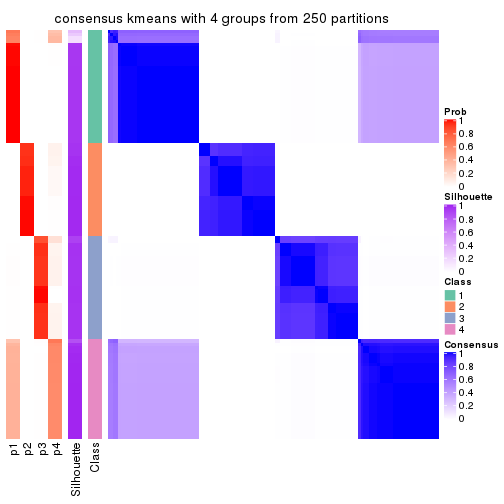 consensus kmeans with 4 groups from 250 partitions
Prob
1
0.8
0.6
0.4
0.2
0
Silhouette
1
0.8
0.6
0.4
0.2
0
Class
1
2
3
4
Consensus
1
0.8
0.6
0.4
0.2
0
p1
p2
p3
p4
Silhouette
Class